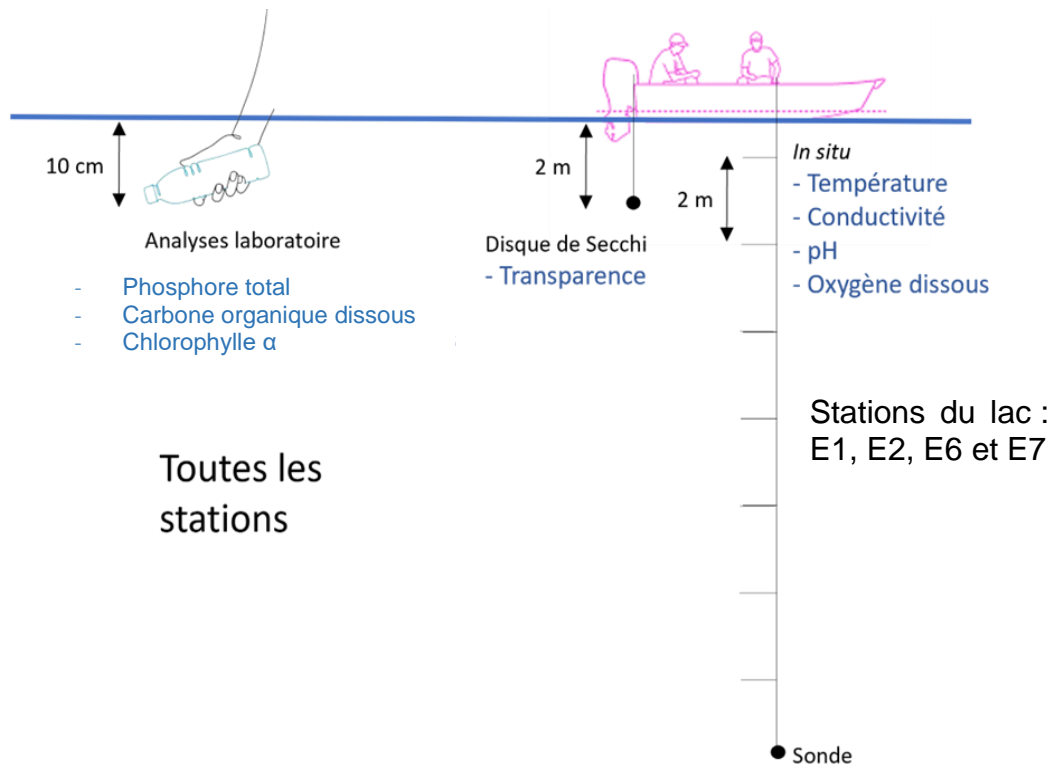 10 cm
Analyses laboratoire
- Phosphore total
- Carbone organique dissous
- Chlorophylle α
Toutes les
stations
2 m
Disque de Secchi
- Transparence
2 m
In situ
- Température
- Conductivité
- pH
- Oxygène dissous
Stations du lac :
E1, E2, E6 et E7
Sonde